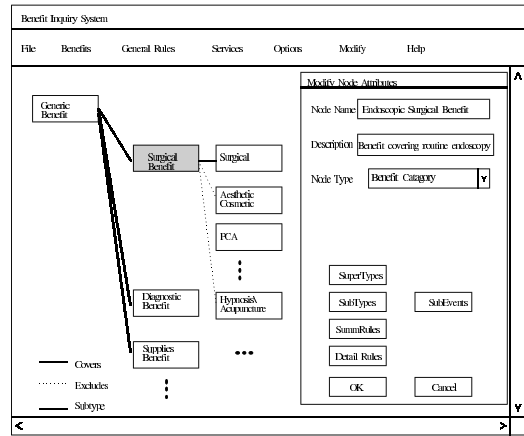 Benefit Inquiry System
File Benefits General Rules Services Options Modify Help
Generic
Benefit
Surgical
Benefit
Surgical
Aesthetic
Cosmetic
FCA
Hypnosis\
Acupuncture
Diagnostic
Benefit
Supplies
Benefit
Covers
Excludes
Subtype
Modify Node Attributes
Node Name Endoscopic Surgical Benefit
Description Benefit covering routine endoscopy
Node Type Benefit Catagory
SuperTypes
SubTypes SubEvents
SummRules
Detail Rules
OK Cancel